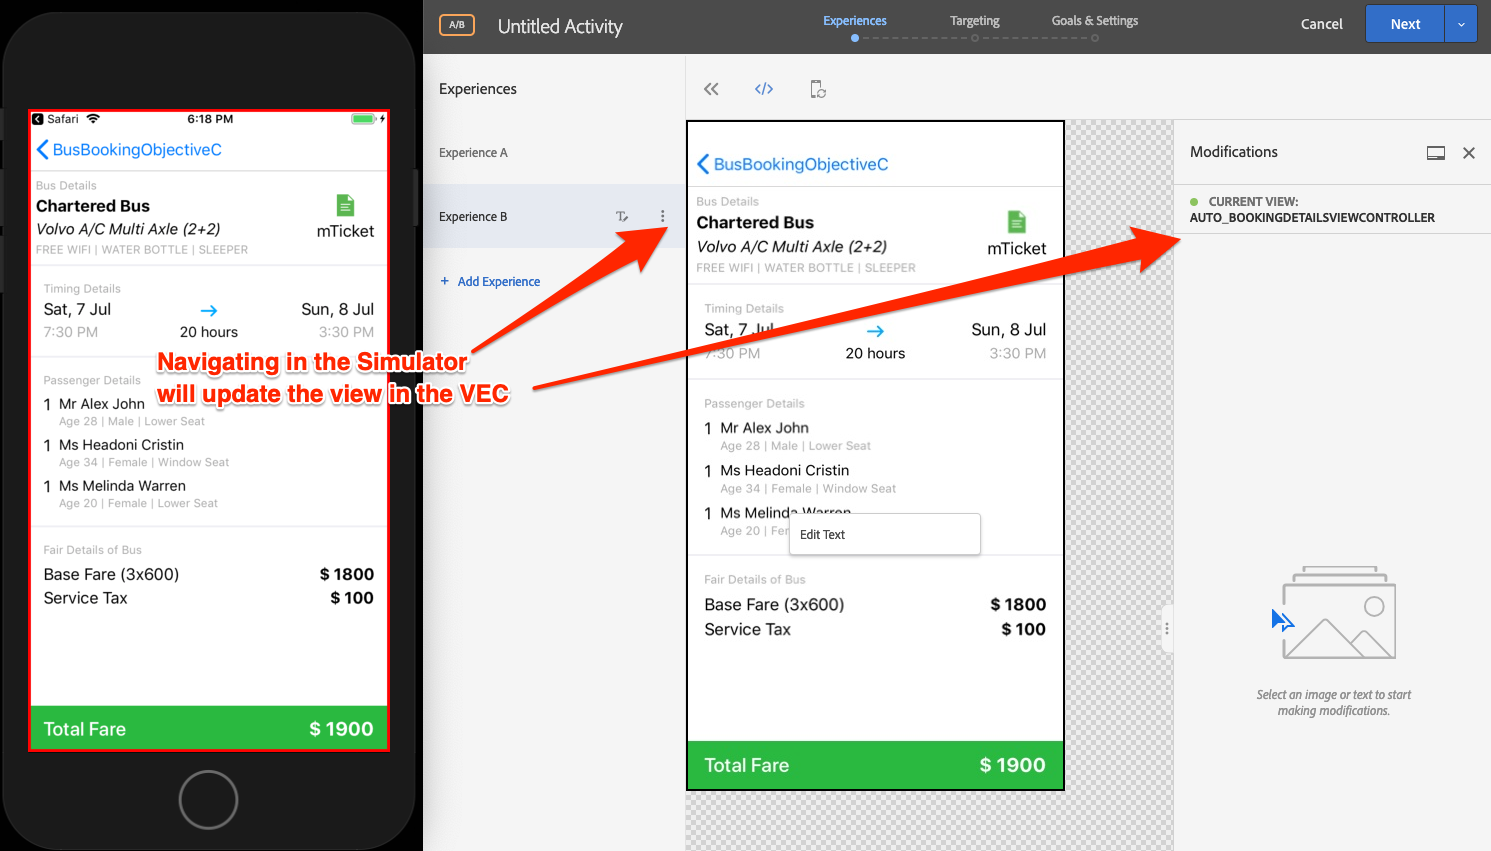 Safari
6:18 PM
BusBookingObjectiveC
Bus Details
Chartered Bus
Volvo A/C Multi Axle (2+2)
mTicket
FREE WIFI | WATER BOTTLE | SLEEPER
Timing Details
Sat, 7 Jul
Sun, 8 Jul
7:30 PM
20 hours
3:30 PM
Passenger Details
1 Mr Alex John
Age 28 | Male | Lower Seat
1 Ms Headoni Cristin
Age 34 | Female | Window Seat
1 Ms Melinda Warren
Age 20 | Female | Lower Seat
Fair Details of Bus
Base Fare (3x600) $ 1800
Service Tax $ 100
Total Fare $ 1900
Navigating in the Simulator
will update the view in the VEC
A/B Untitled Activity
Experiences
Targeting
Goals & Settings
Cancel
Next
Experiences
Experience A
Experience B
+ Add Experience
</>
BusBookingObjectiveC
Bus Details
Chartered Bus
Volvo A/C Multi Axle (2+2)
mTicket
FREE WIFI | WATER BOTTLE | SLEEPER
Timing Details
Sat, 7 Jul
Sun, 8 Jul
7:30 PM
20 hours
3:30 PM
Passenger Details
1 Mr Alex John
Age 28 | Male | Lower Seat
1 Ms Headoni Cristin
Age 34 | Female | Window Seat
1 Ms Melinda Warren
Age 20 | Fer
Edit Text
Fair Details of Bus
Base Fare (3x600) $ 1800
Service Tax $ 100
Total Fare $ 1900
Modifications
CURRENT VIEW:
AUTO_BOOKINGDETAILSVIEWCONTROLLER
Select an image or text to start
making modifications.